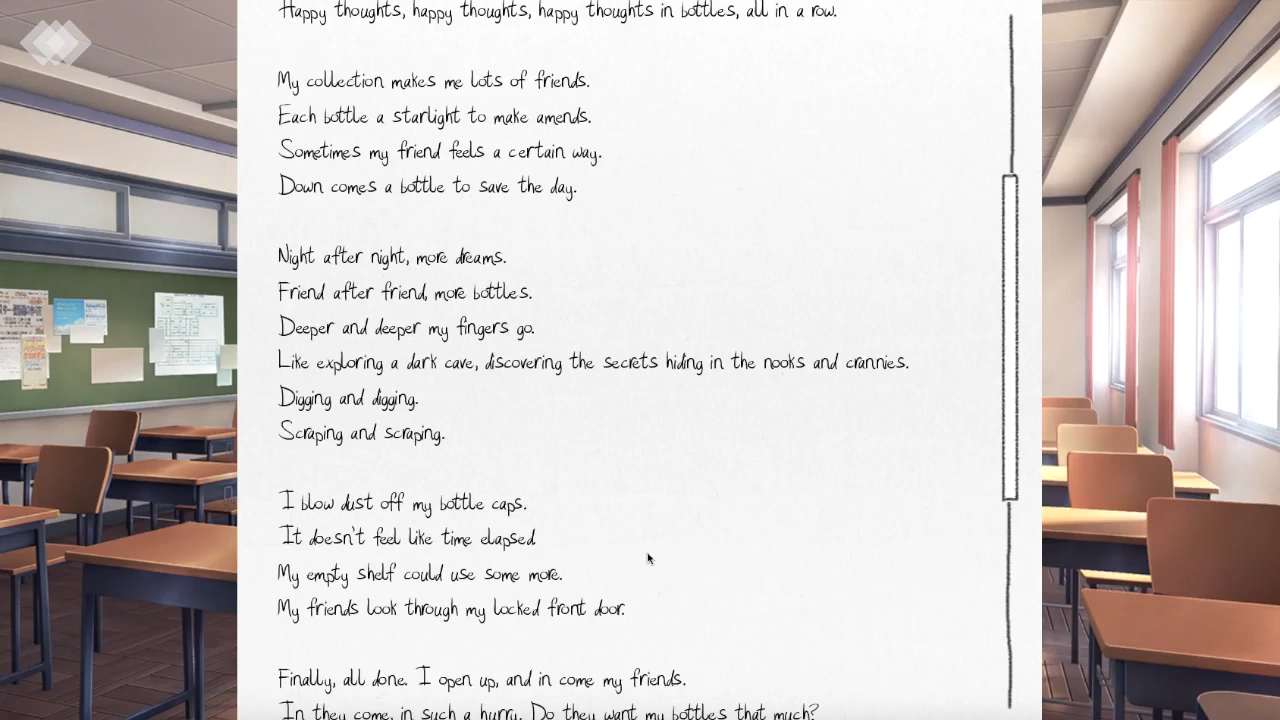 Happy thoughts, happy thoughts, happy thoughts in bottles, all in a row.
My collection makes me lots of friends.
Each bottle a starlight to make amends.
Sometimes my friend feels a certain way.
Down comes a bottle to save the day.
Night after night, more dreams.
Friend after friend, more bottles.
Deeper and deeper my fingers go.
Like exploring a dark cave, discovering the secrets hiding in the nooks and crannies.
Digging and digging.
Scraping and scraping.
I blow dust off my bottle caps.
It doesn't feel like time elapsed
My empty shelf could use some more.
My friends look through my locked front door.
Finally, all done. I open up, and in come my friends.
In they come, in such a hurry. Do they want my bottles that much?